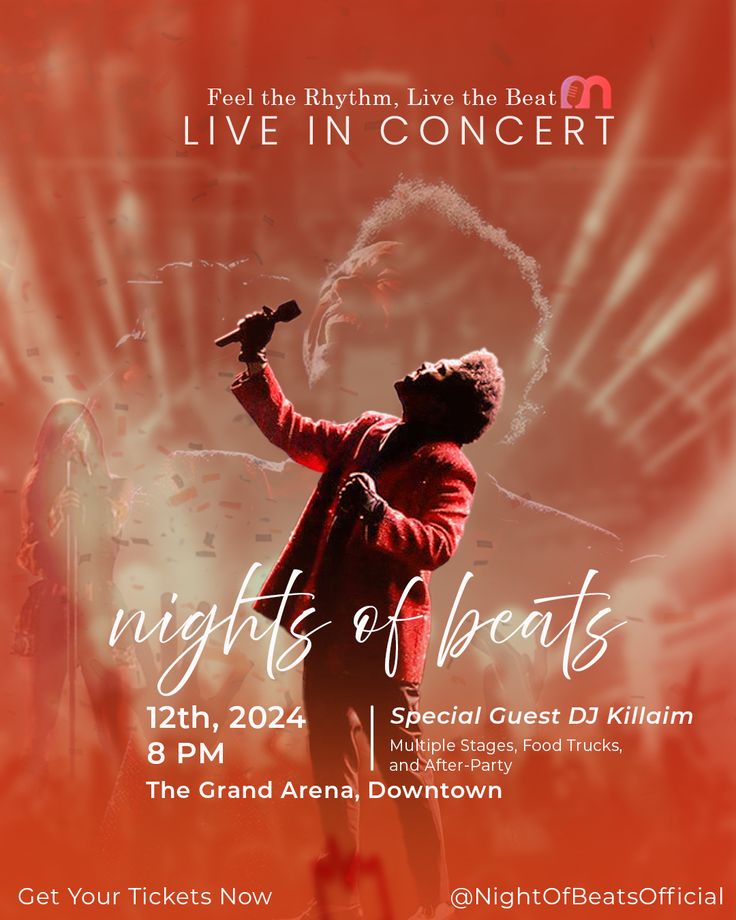 Feel the Rhythm, Live the Beat
LIVE IN CONCERT
nights of beats
12th, 2024
8 PM
Special Guest DJ Killaim
Multiple Stages, Food Trucks,
and After-Party
The Grand Arena, Downtown
Get Your Tickets Now
@NightOfBeatsOfficial